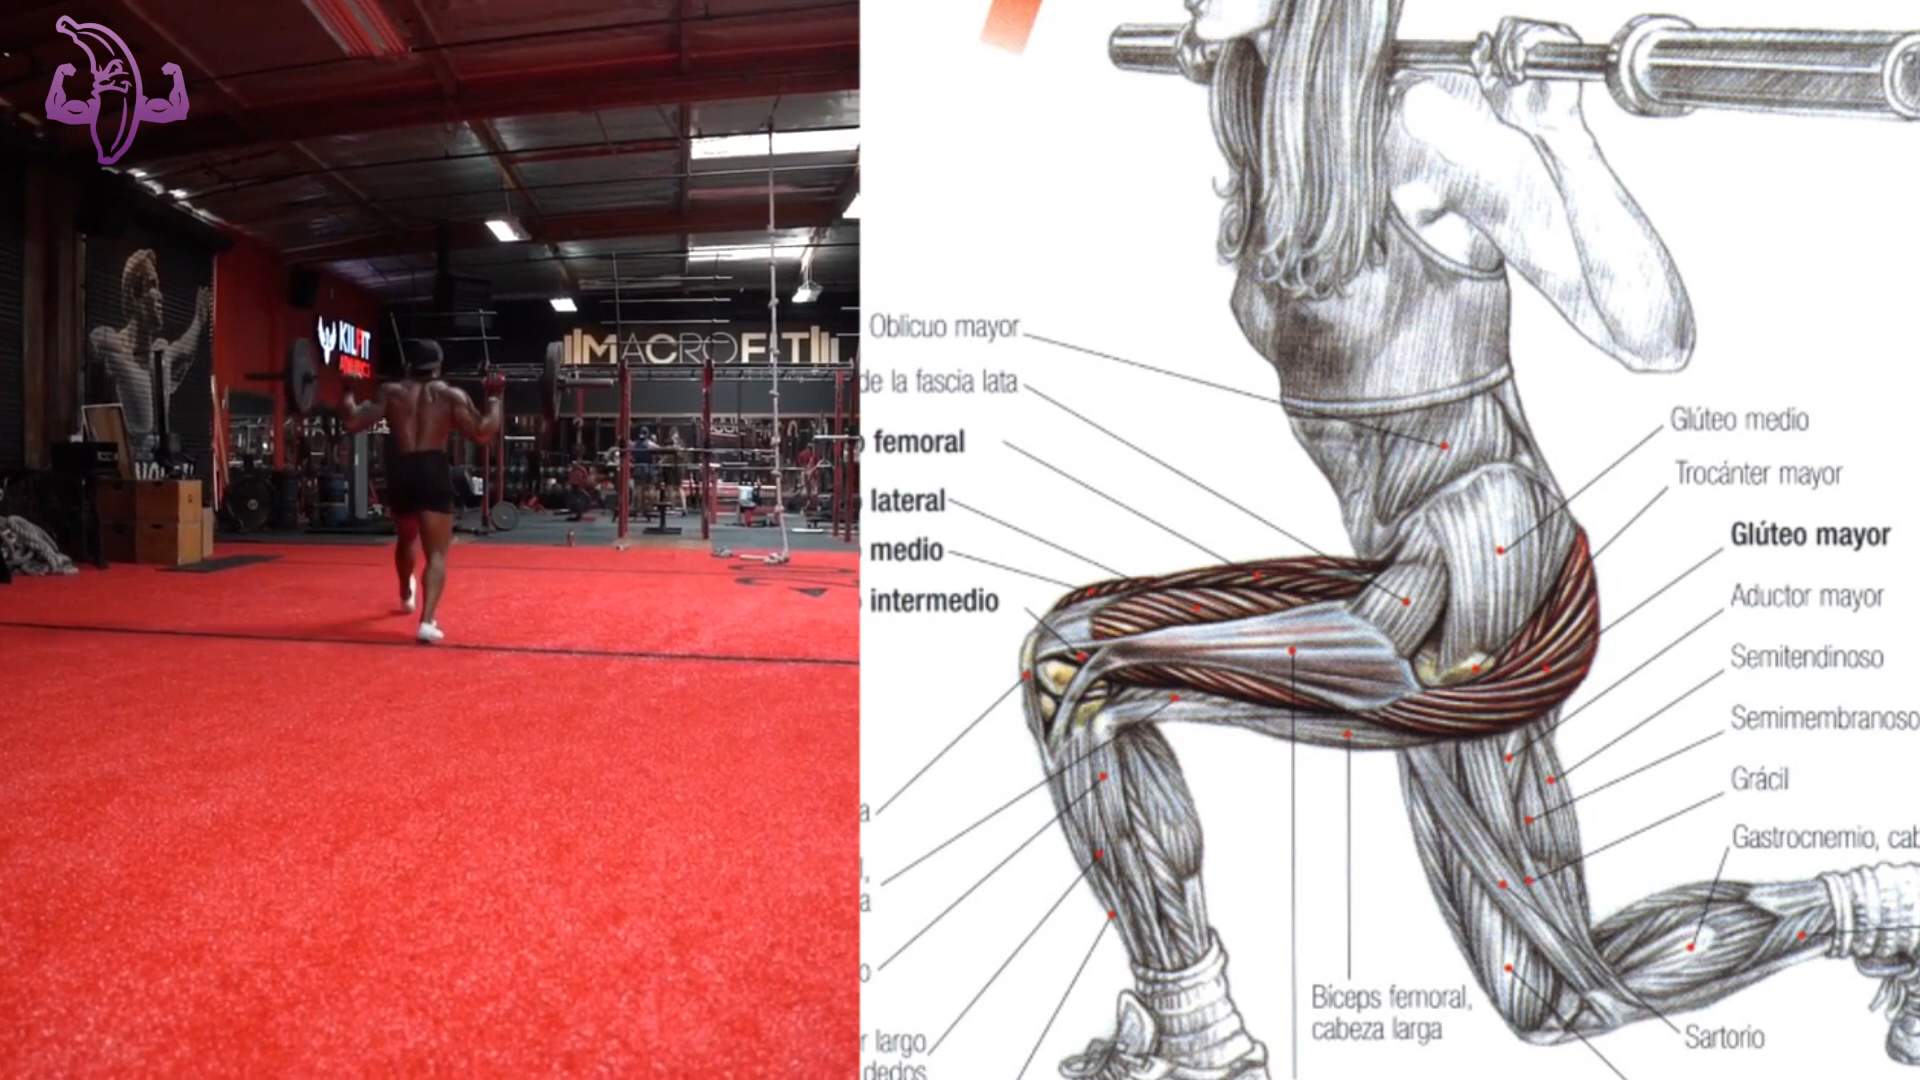 KILFIT
MACROFIT
Oblicuo mayor
de la fascia lata
femoral
lateral
medio
intermedio
Glúteo medio
Trocánter mayor
Glúteo mayor
Aductor mayor
Semitendinoso
Semimembranoso
Grácil
Gastrocnemio, cab
Bíceps femoral,
cabeza larga
Sartorio
r largo
dedos